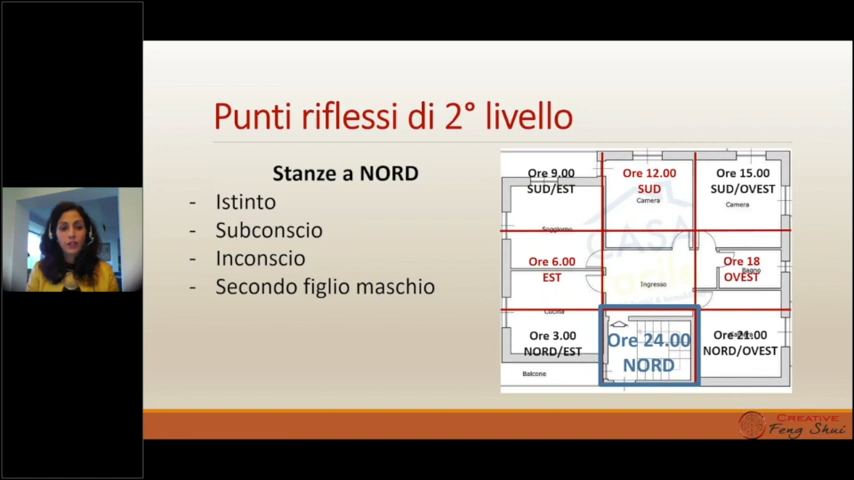 Punti riflessi di 2° livello
Stanze a NORD
- Istinto
- Subconscio
- Inconscio
- Secondo figlio maschio
Ore 9.00
SUD/EST
Ore 12.00
SUD
Camera
Ore 15.00
SUD/OVEST
Camera
Soggiorno
CASA
facile
Ore 6.00
EST
Ingresso
Ore 18
OVEST
Bagno
Cucina
Ore 3.00
NORD/EST
Ore 24.00
NORD
Ore 21.00
NORD/OVEST
Balcone
CREATIVE
Feng Shui